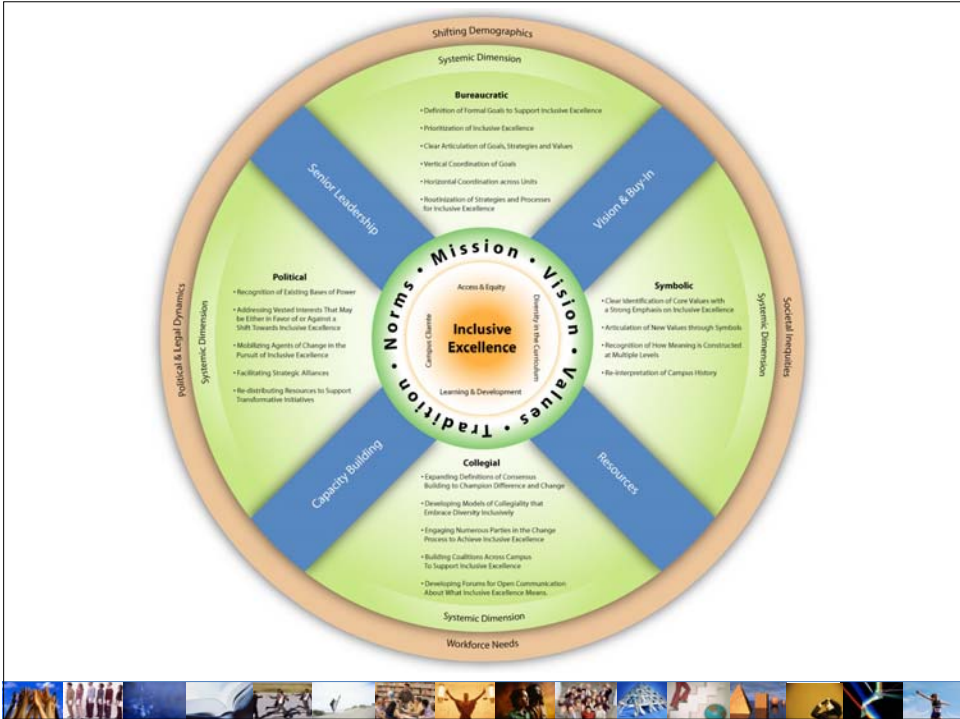 Shifting Demographics
Systemic Dimension
Bureaucratic
• Definition of Formal Goals to Support Inclusive Excellence
• Prioritization of Inclusive Excellence
• Clear Articulation of Goals, Strategies and Values
• Vertical Coordination of Goals
• Horizontal Coordination across Units
• Routinization of Strategies and Processes
for Inclusive Excellence
Senior Leadership
Vision & Buy-In
Political & Legal Dynamics
Systemic Dimension
Political
• Recognition of Existing Bases of Power
• Addressing Vested Interests That May
be Either in Favor of or Against a
Shift Towards Inclusive Excellence
• Mobilizing Agents of Change in the
Pursuit of Inclusive Excellence
• Facilitating Strategic Alliances
• Re-distributing Resources to Support
Transformative Initiatives
Norms • Mission • Vision • Values • Tradition •
Access & Equity
Campus Cliente
Inclusive
Excellence
Diversity in the Curriculum
Learning & Development
Symbolic
• Clear Identification of Core Values with
a Strong Emphasis on Inclusive Excellence
• Articulation of New Values through Symbols
• Recognition of How Meaning is Constructed
at Multiple Levels
• Re-interpretation of Campus History
Systemic Dimension
Societal Inequities
Capacity Building
Resources
Collegial
• Expanding Definitions of Consensus
Building to Champion Difference and Change
• Developing Models of Collegiality that
Embrace Diversity Inclusively
• Engaging Numerous Parties in the Change
Process to Achieve Inclusive Excellence
• Building Coalitions Across Campus
To Support Inclusive Excellence
• Developing Forums for Open Communication
About What Inclusive Excellence Means.
Systemic Dimension
Workforce Needs